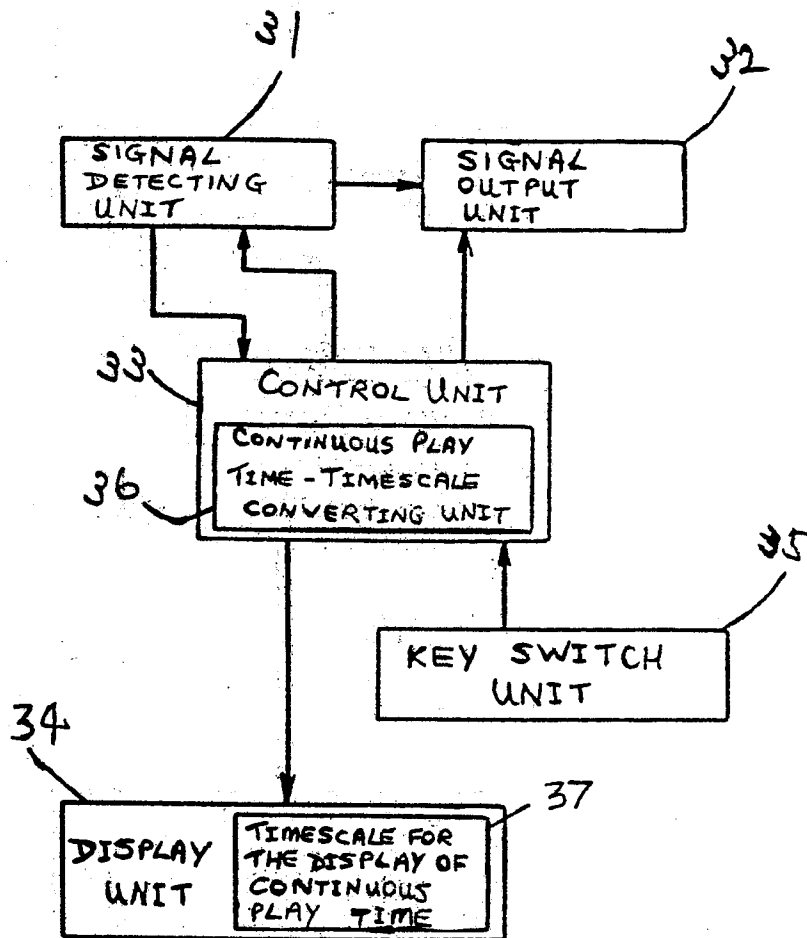 31
32
SIGNAL
DETECTING
UNIT
SIGNAL
OUTPUT
UNIT
33
CONTROL UNIT
CONTINUOUS PLAY
TIME - TIMESCALE
CONVERTING UNIT
36
35
KEY SWITCH
UNIT
34
37
DISPLAY
UNIT
TIMESCALE FOR
THE DISPLAY OF
CONTINUOUS
PLAY TIME